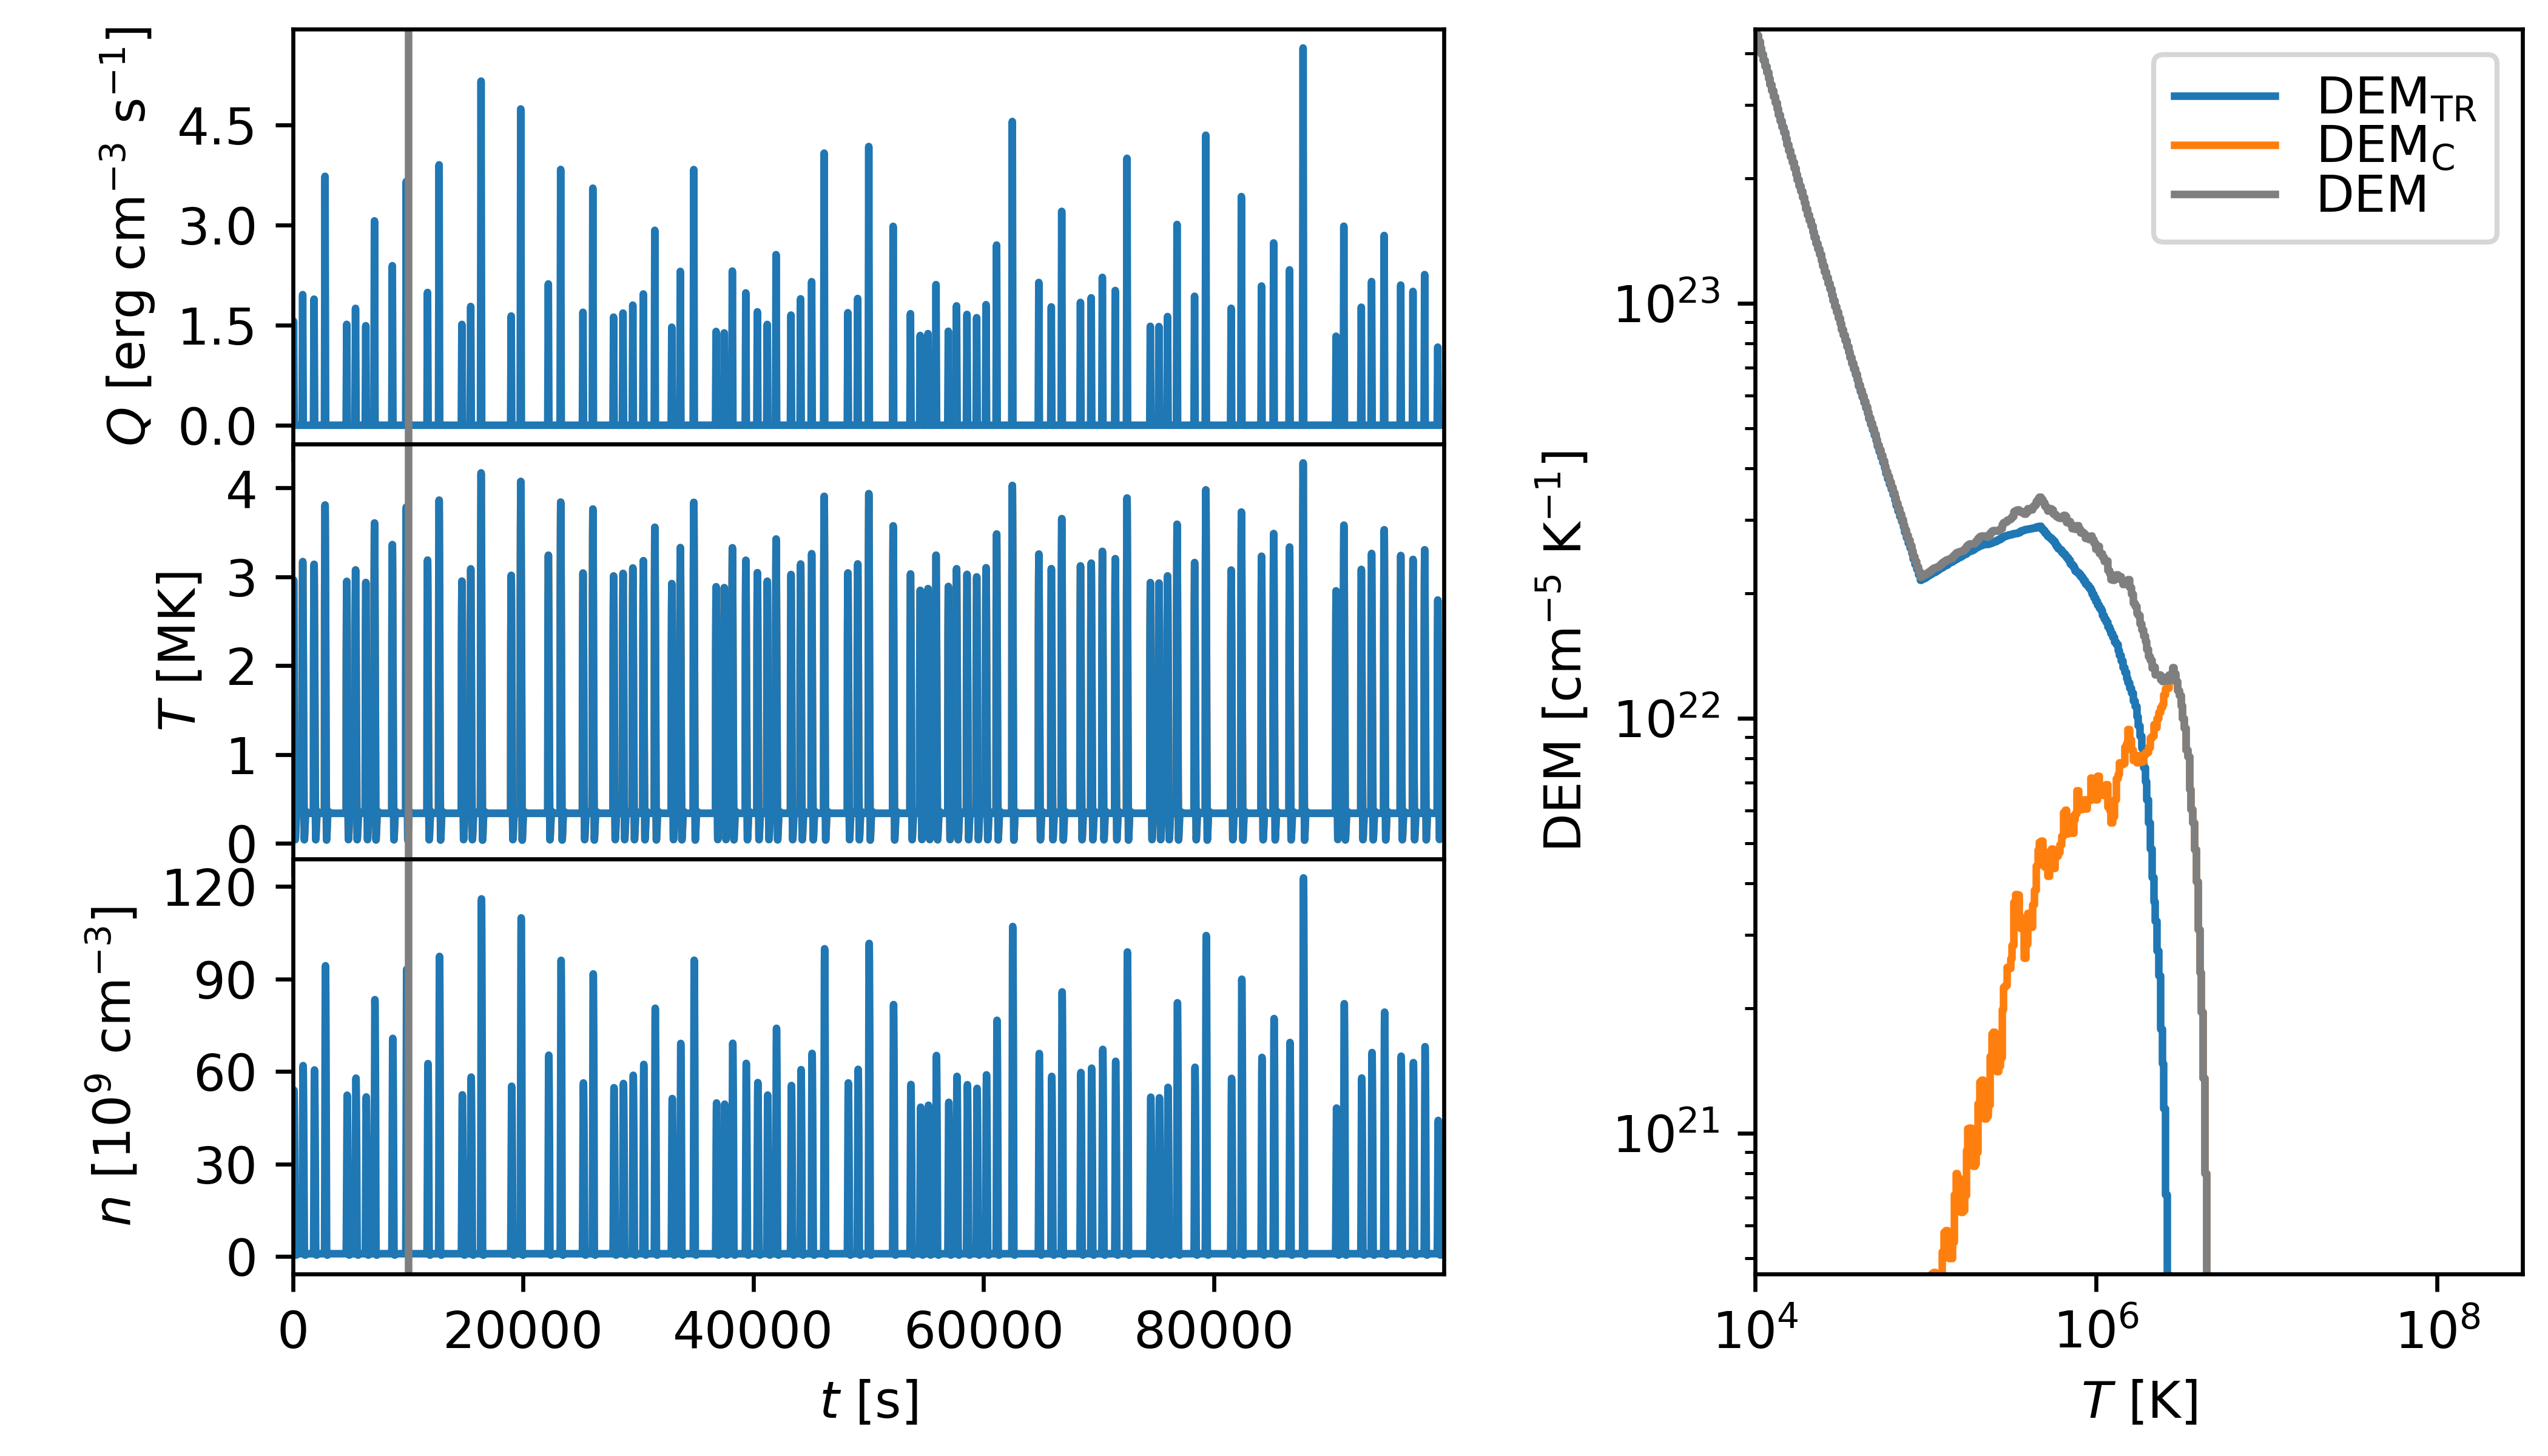 Q [erg cm⁻³ s⁻¹]
4.5
3.0
1.5
0.0
T [MK]
4
3
2
1
0
n [10⁹ cm⁻³]
120
90
60
30
0
0 20000 40000 60000 80000
t [s]
DEM_TR
DEM_C
DEM
DEM [cm⁻⁵ K⁻¹]
10²³
10²²
10²¹
10⁴ 10⁶ 10⁸
T [K]